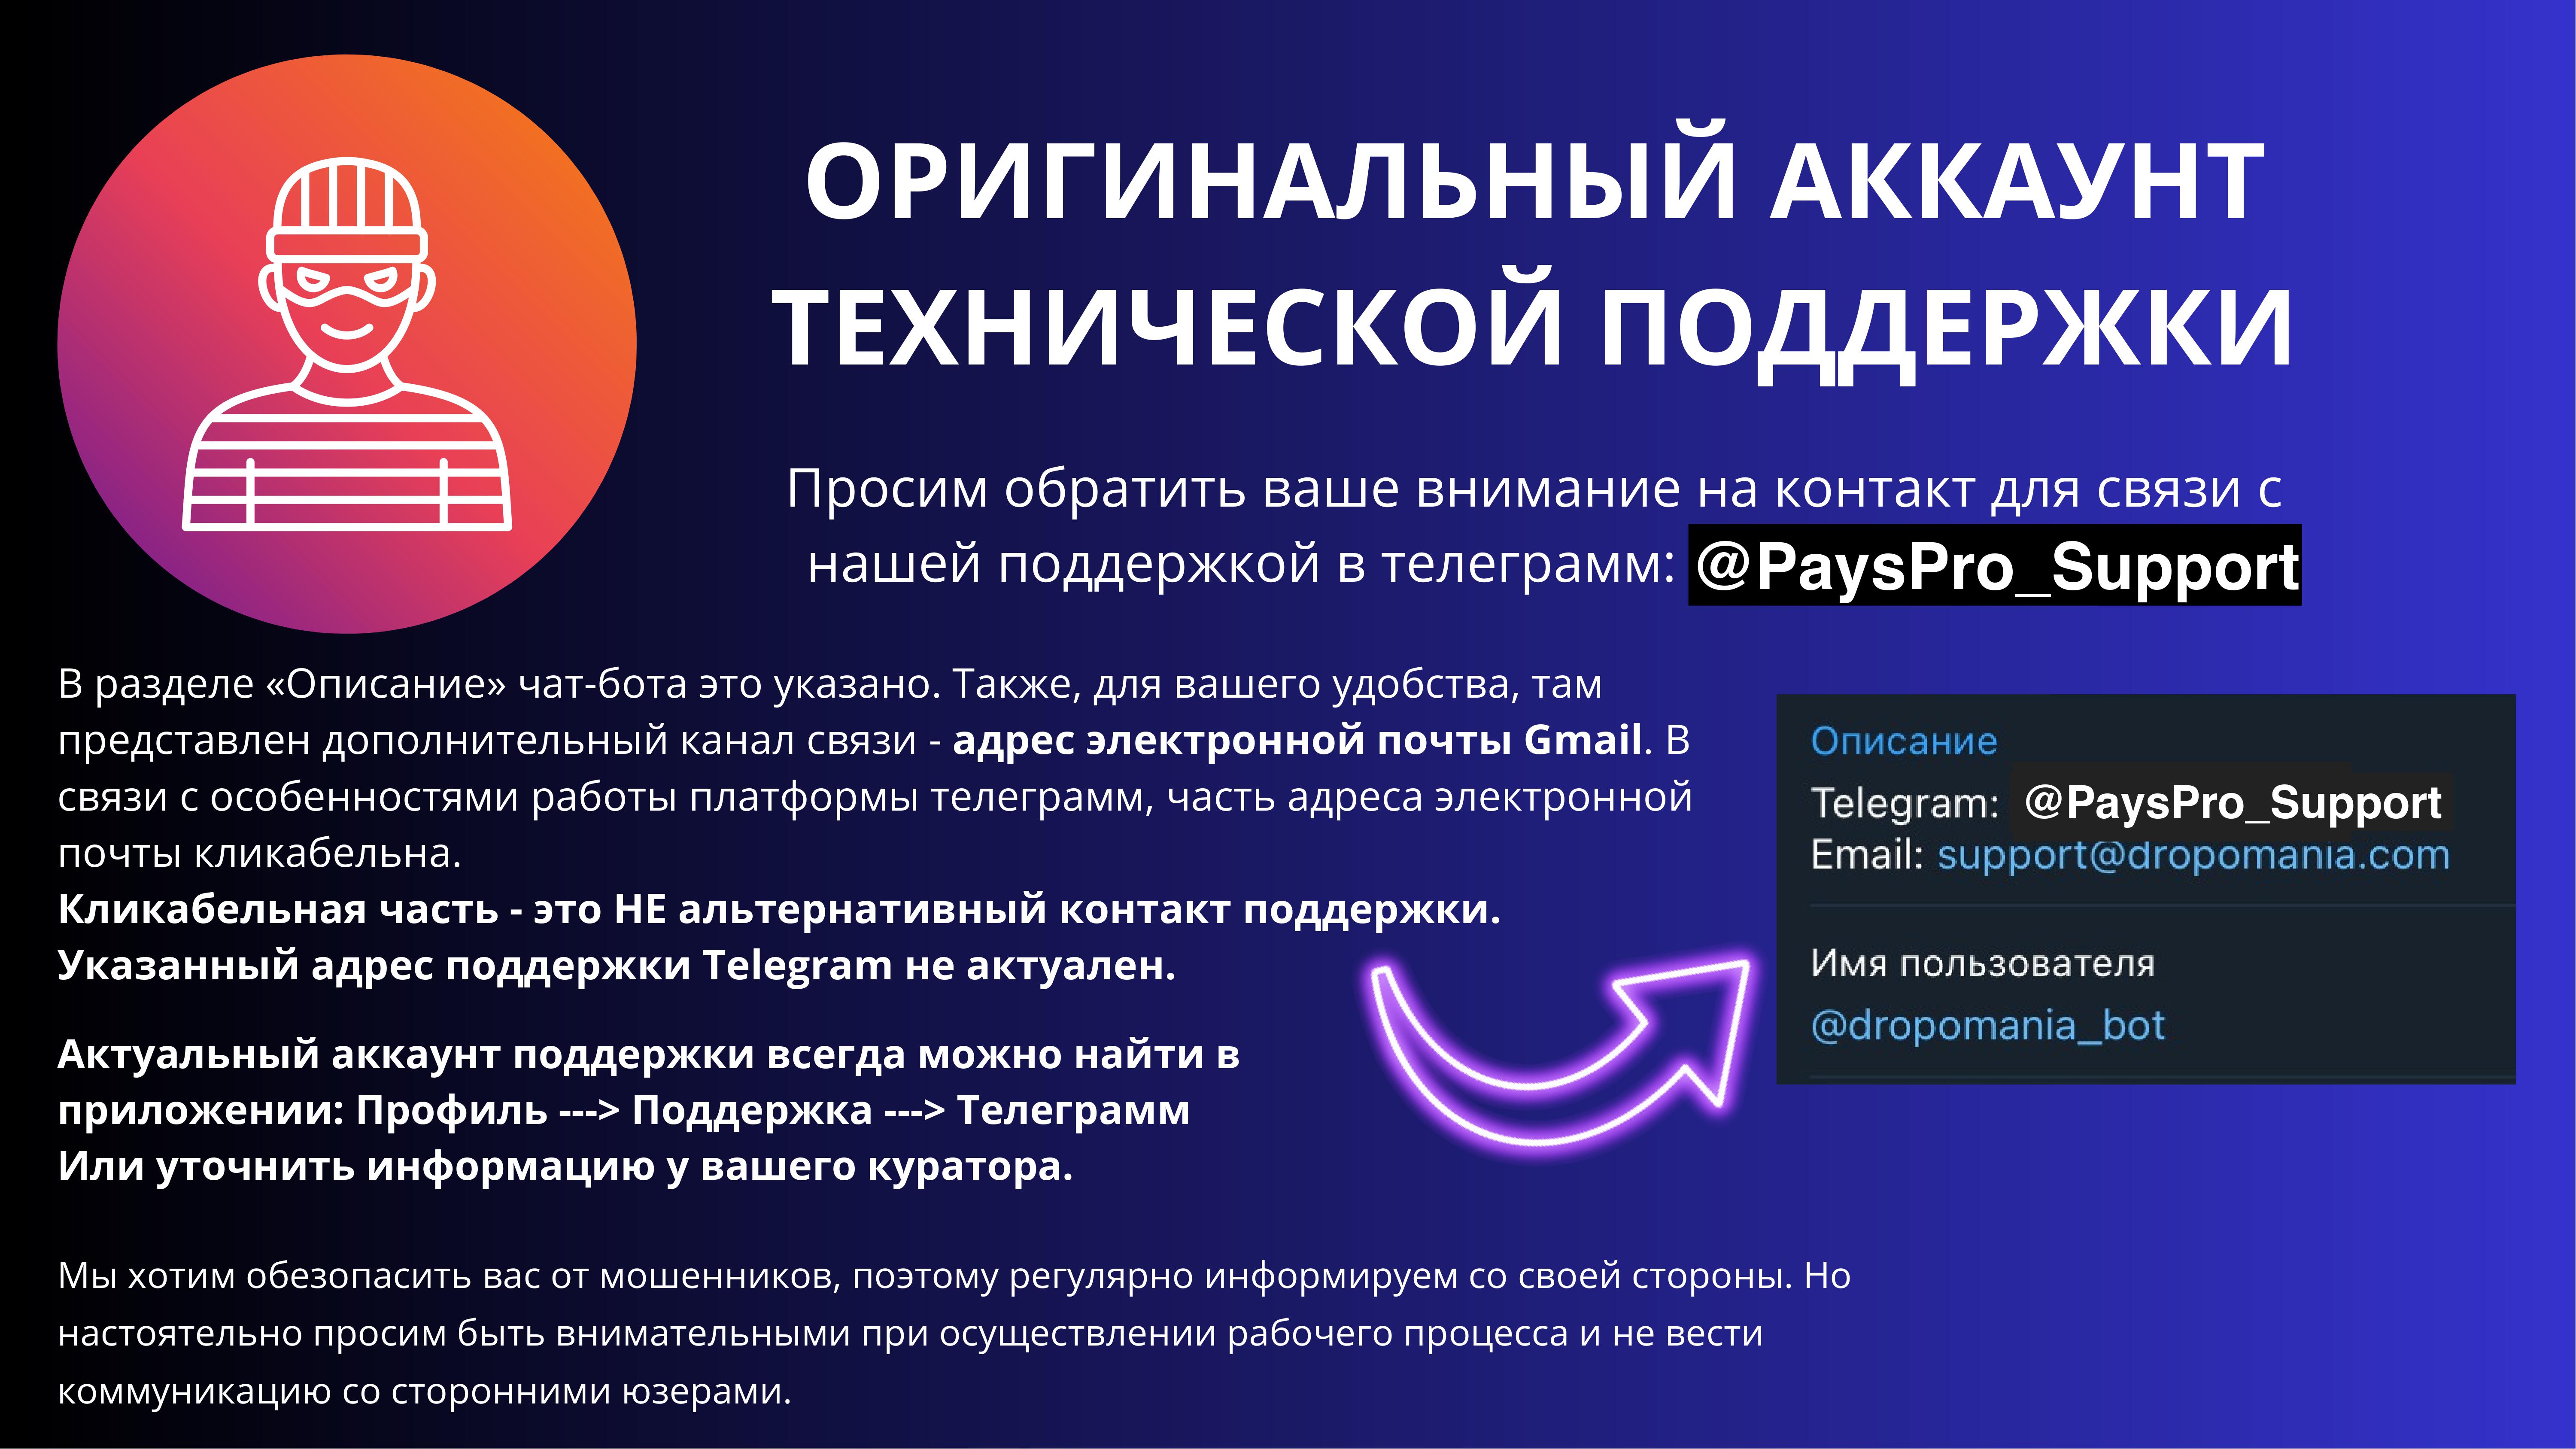 ОРИГИНАЛЬНЫЙ АККАУНТ
ТЕХНИЧЕСКОЙ ПОДДЕРЖКИ
Просим обратить ваше внимание на контакт для связи с
нашей поддержкой в телеграмм: @PaysPro_Support
В разделе «Описание» чат-бота это указано. Также, для вашего удобства, там
представлен дополнительный канал связи - адрес электронной почты Gmail. В
связи с особенностями работы платформы телеграмм, часть адреса электронной
почты кликабельна.
Кликабельная часть - это НЕ альтернативный контакт поддержки.
Указанный адрес поддержки Telegram не актуален.
Актуальный аккаунт поддержки всегда можно найти в
приложении: Профиль ---> Поддержка ---> Телеграмм
Или уточнить информацию у вашего куратора.
Описание
Telegram: @PaysPro_Support
Email: support@dropomania.com
Имя пользователя
@dropomania_bot
Мы хотим обезопасить вас от мошенников, поэтому регулярно информируем со своей стороны. Но
настоятельно просим быть внимательными при осуществлении рабочего процесса и не вести
коммуникацию со сторонними юзерами.